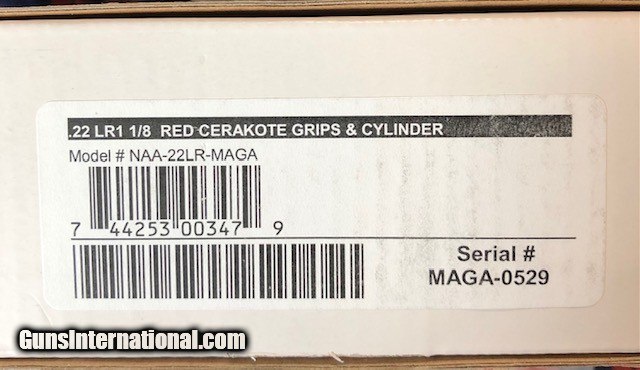 .22 LR1 1/8 RED CERAKOTE GRIPS & CYLINDER
Model # NAA-22LR-MAGA
7 44253 00347 9
Serial #
MAGA-0529
GunsInternational.com